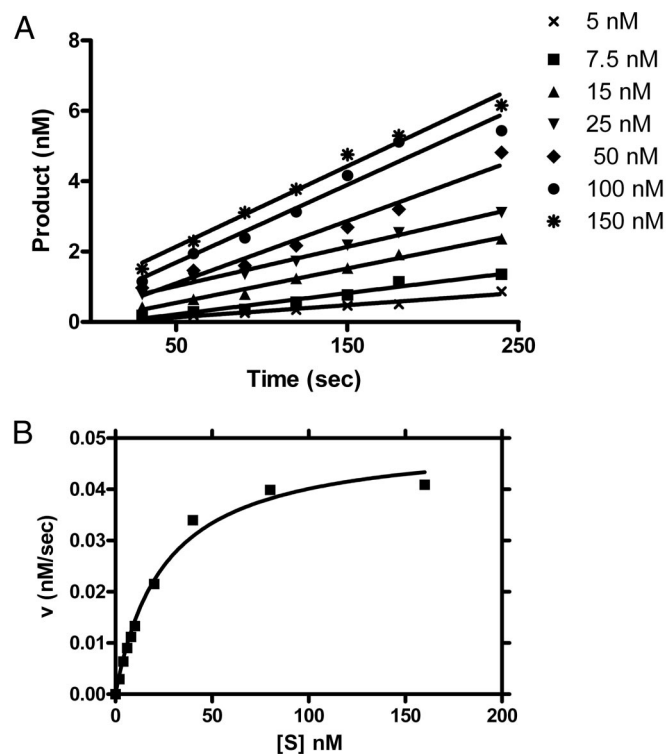 A
Product (nM)
8
6
4
2
0
50
150
250
Time (sec)
5 nM
7.5 nM
15 nM
25 nM
50 nM
100 nM
150 nM
B
v (nM/sec)
0.05
0.04
0.03
0.02
0.01
0.00
0
50
100
150
200
[S] nM